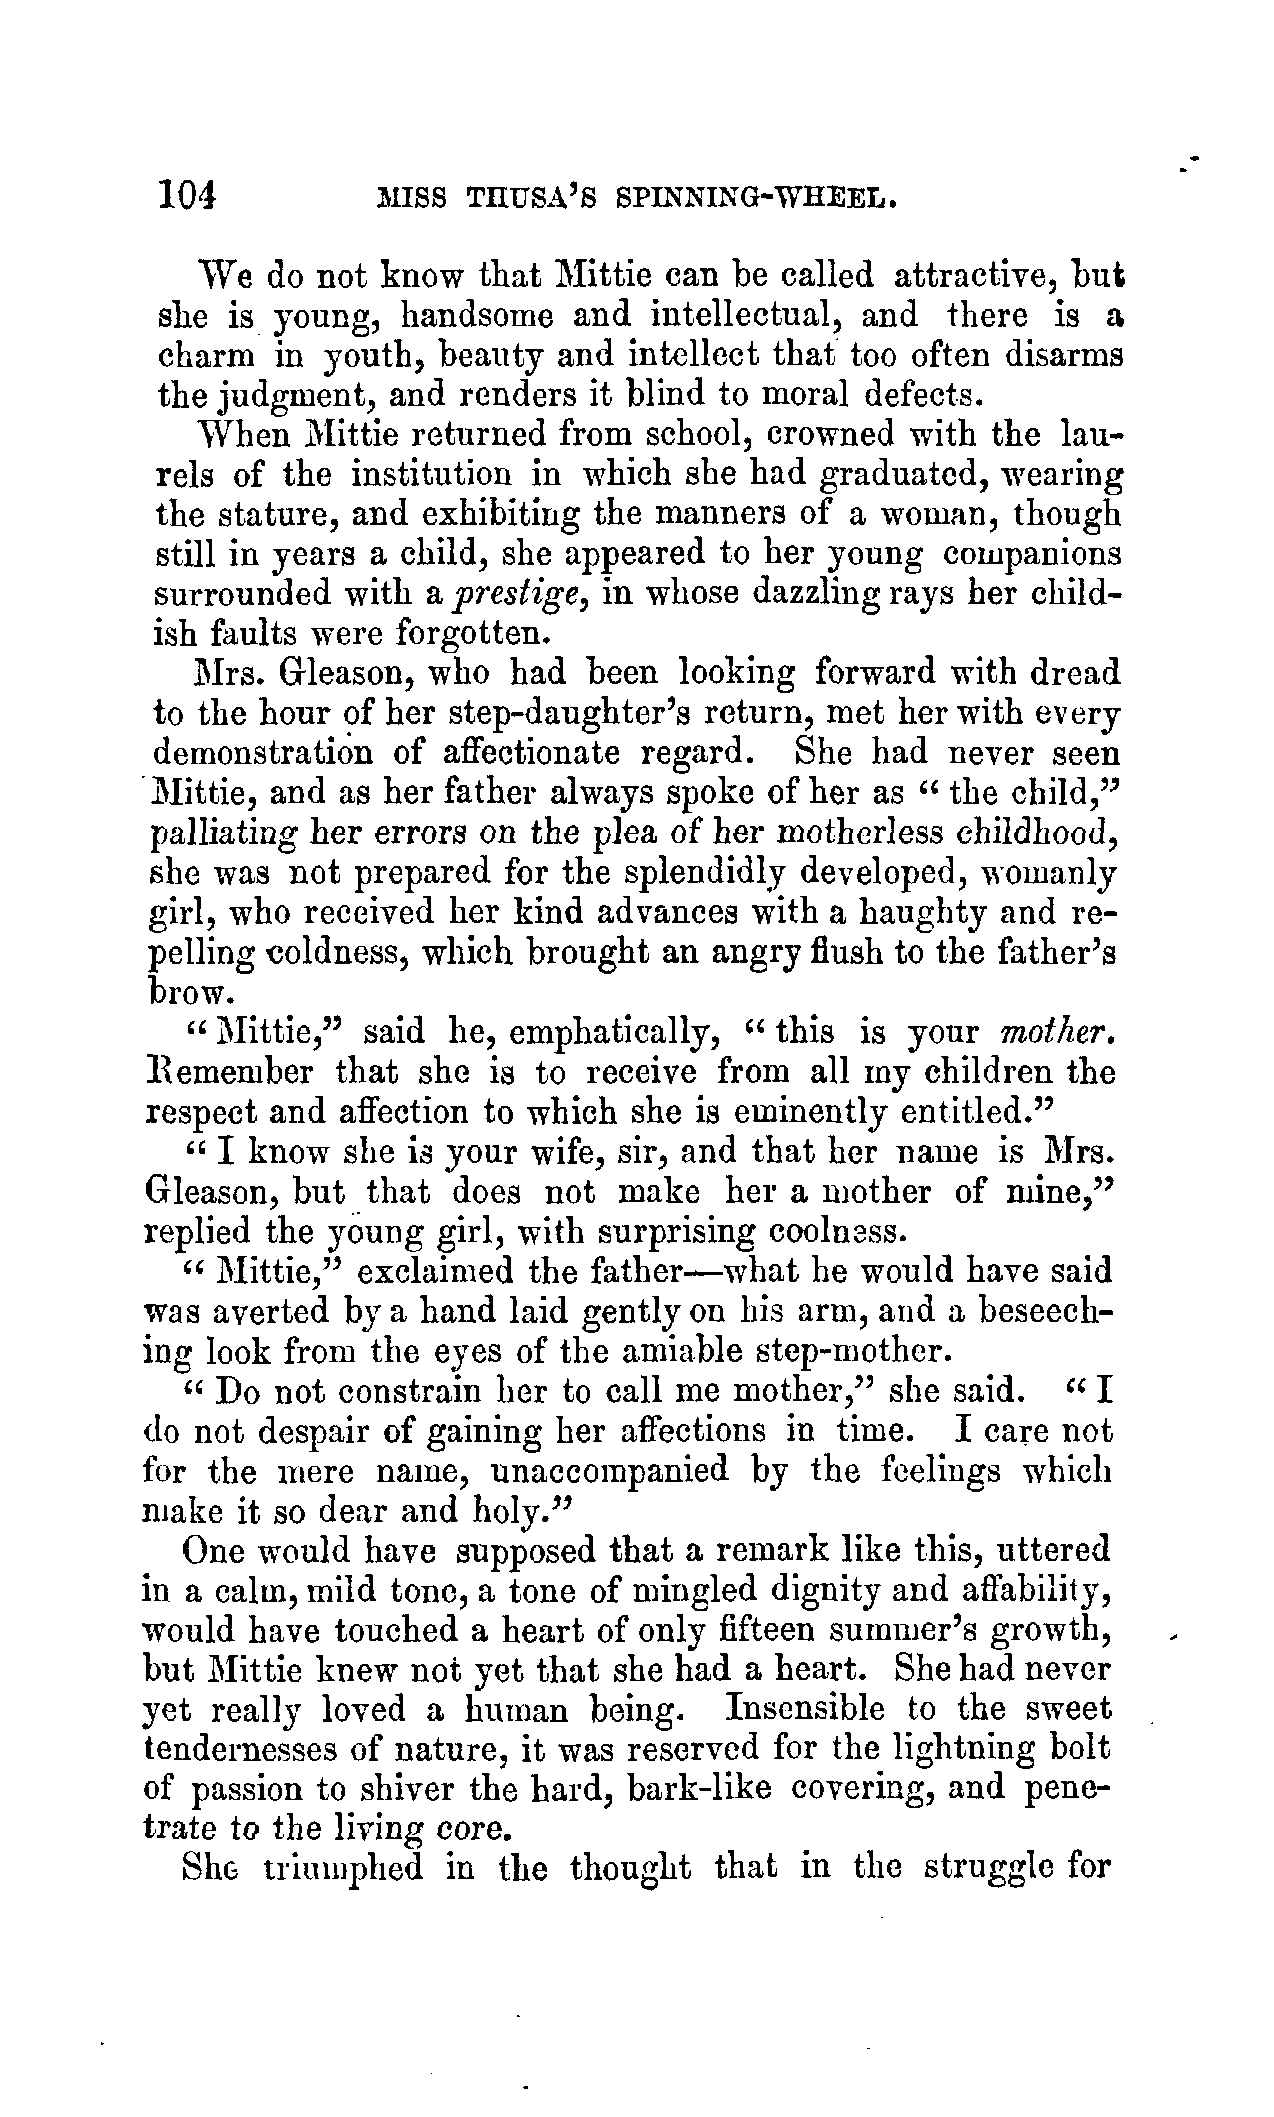 104 MISS THUSA'S SPINNING-WHEEL.
We do not know that Mittie can be called attractive, but
she is young, handsome and intellectual, and there is a
charm in youth, beauty and intellect that too often disarms
the judgment, and renders it blind to moral defects.
When Mittie returned from school, crowned with the lau-
rels of the institution in which she had graduated, wearing
the stature, and exhibiting the manners of a woman, though
still in years a child, she appeared to her young companions
surrounded with a prestige, in whose dazzling rays her child-
ish faults were forgotten.
Mrs. Gleason, who had been looking forward with dread
to the hour of her step-daughter's return, met her with every
demonstration of affectionate regard. She had never seen
Mittie, and as her father always spoke of her as "the child,"
palliating her errors on the plea of her motherless childhood,
she was not prepared for the splendidly developed, womanly
girl, who received her kind advances with a haughty and re-
pelling coldness, which brought an angry flush to the father's
brow.
"Mittie," said he, emphatically, "this is your mother.
Remember that she is to receive from all my children the
respect and affection to which she is eminently entitled."
"I know she is your wife, sir, and that her name is Mrs.
Gleason, but that does not make her a mother of mine,"
replied the young girl, with surprising coolness.
"Mittie," exclaimed the father—what he would have said
was averted by a hand laid gently on his arm, and a beseech-
ing look from the eyes of the amiable step-mother.
"Do not constrain her to call me mother," she said. "I
do not despair of gaining her affections in time. I care not
for the mere name, unaccompanied by the feelings which
make it so dear and holy."
One would have supposed that a remark like this, uttered
in a calm, mild tone, a tone of mingled dignity and affability,
would have touched a heart of only fifteen summer's growth,
but Mittie knew not yet that she had a heart. She had never
yet really loved a human being. Insensible to the sweet
tendernesses of nature, it was reserved for the lightning bolt
of passion to shiver the hard, bark-like covering, and pene-
trate to the living core.
She triumphed in the thought that in the struggle for